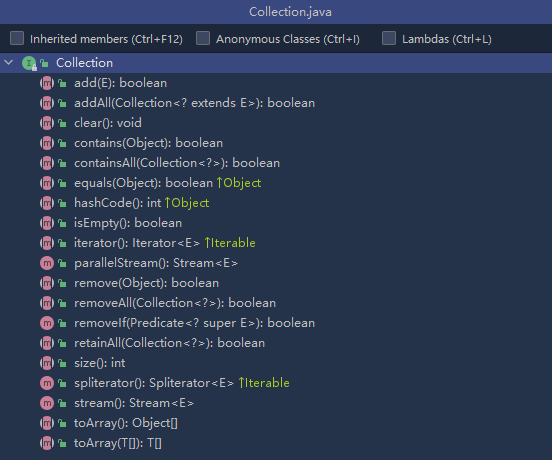 Collection.java
Inherited members (Ctrl+F12) Anonymous Classes (Ctrl+I) Lambdas (Ctrl+L)
I Collection
m add(E): boolean
m addAll(Collection<? extends E>): boolean
m clear(): void
m contains(Object): boolean
m containsAll(Collection<?>): boolean
m equals(Object): boolean ↑Object
m hashCode(): int ↑Object
m isEmpty(): boolean
m iterator(): Iterator<E> ↑Iterable
m parallelStream(): Stream<E>
m remove(Object): boolean
m removeAll(Collection<?>): boolean
m removeIf(Predicate<? super E>): boolean
m retainAll(Collection<?>): boolean
m size(): int
m spliterator(): Spliterator<E> ↑Iterable
m stream(): Stream<E>
m toArray(): Object[]
m toArray(T[]): T[]